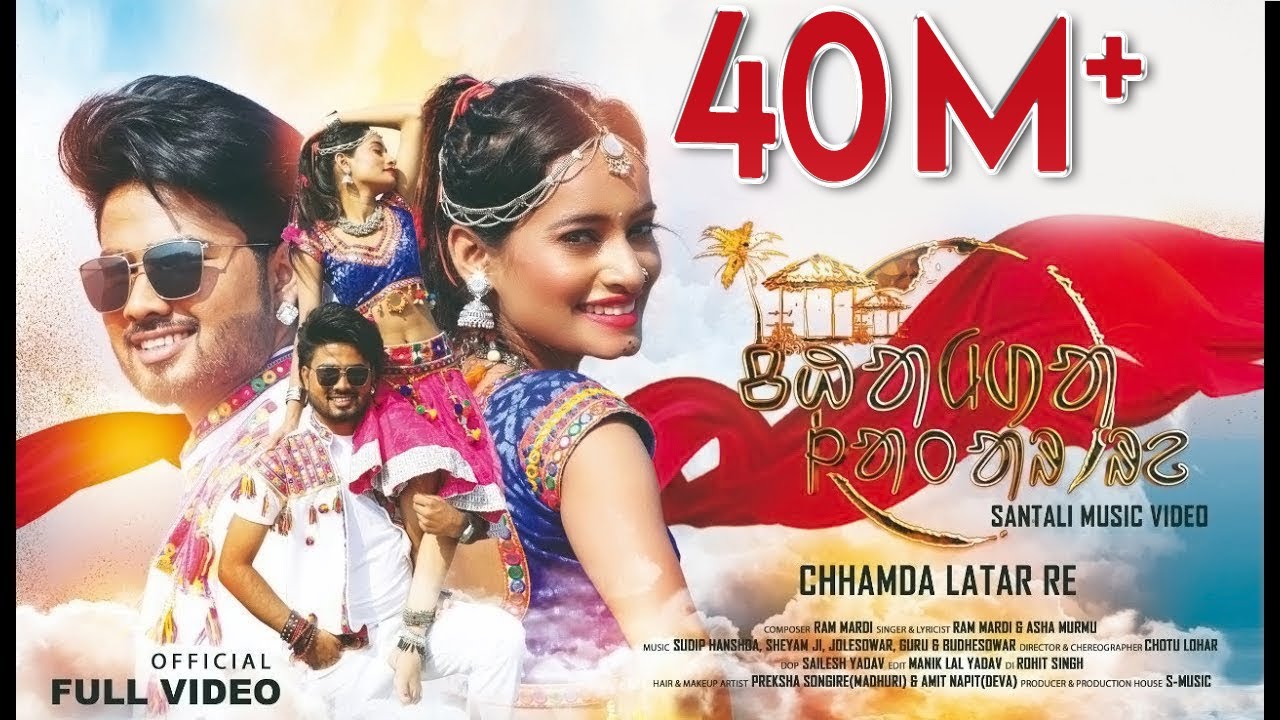 40M+
SANTALI MUSIC VIDEO
CHHAMDA LATAR RE
COMPOSER RAM MARDI SINGER & LYRICIST RAM MARDI & ASHA MURMU
MUSIC SUDIP HANSHDA, SHEYAM JI, JOLESOWAR, GURU & BUDHESOWAR DIRECTOR & CHEREOGRAPHER CHOTU LOHAR
DOP SAILESH YADAV EDIT MANIK LAL YADAV DI ROHIT SINGH
HAIR & MAKEUP ARTIST PREKSHA SONGIRE(MADHURI) & AMIT NAPIT(DEVA) PRODUCER & PRODUCTION HOUSE S-MUSIC
OFFICIAL
FULL VIDEO